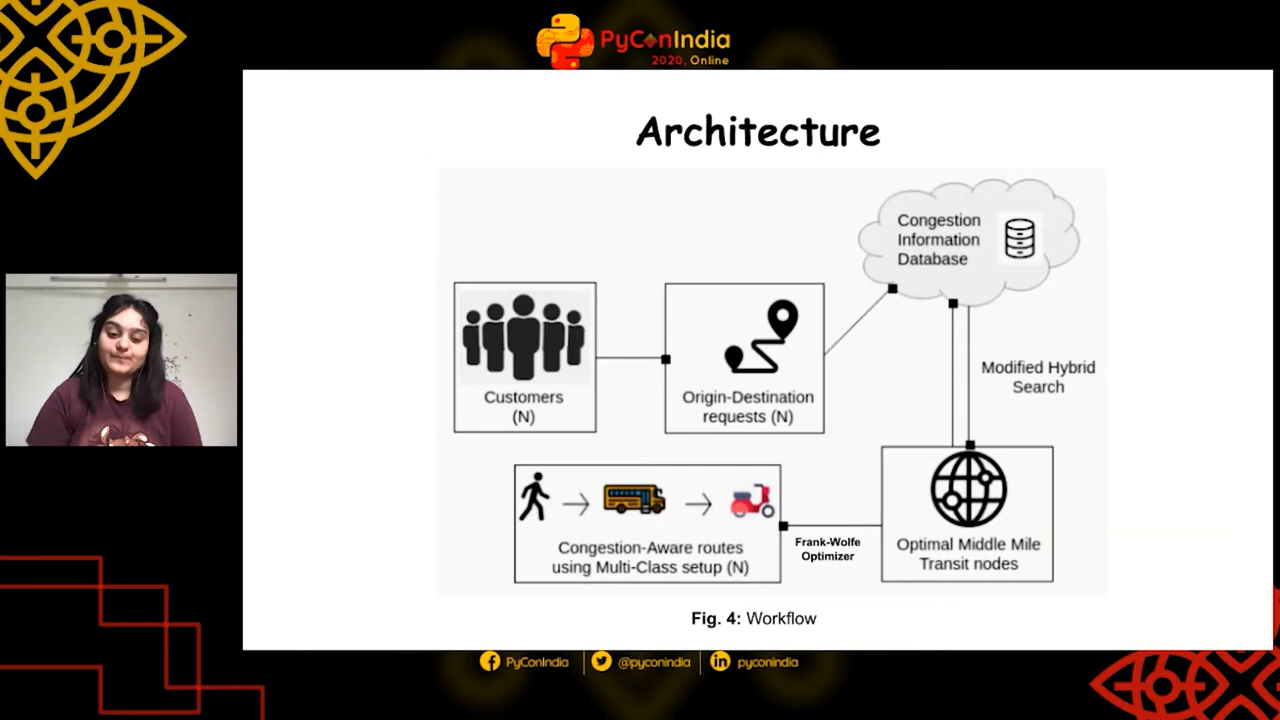 PyConIndia
2020, Online
Architecture
Congestion
Information
Database
Customers
(N)
Origin-Destination
requests (N)
Modified Hybrid
Search
Congestion-Aware routes
using Multi-Class setup (N)
Frank-Wolfe
Optimizer
Optimal Middle Mile
Transit nodes
Fig. 4: Workflow
PyConIndia
@pyconindia
pyconindia